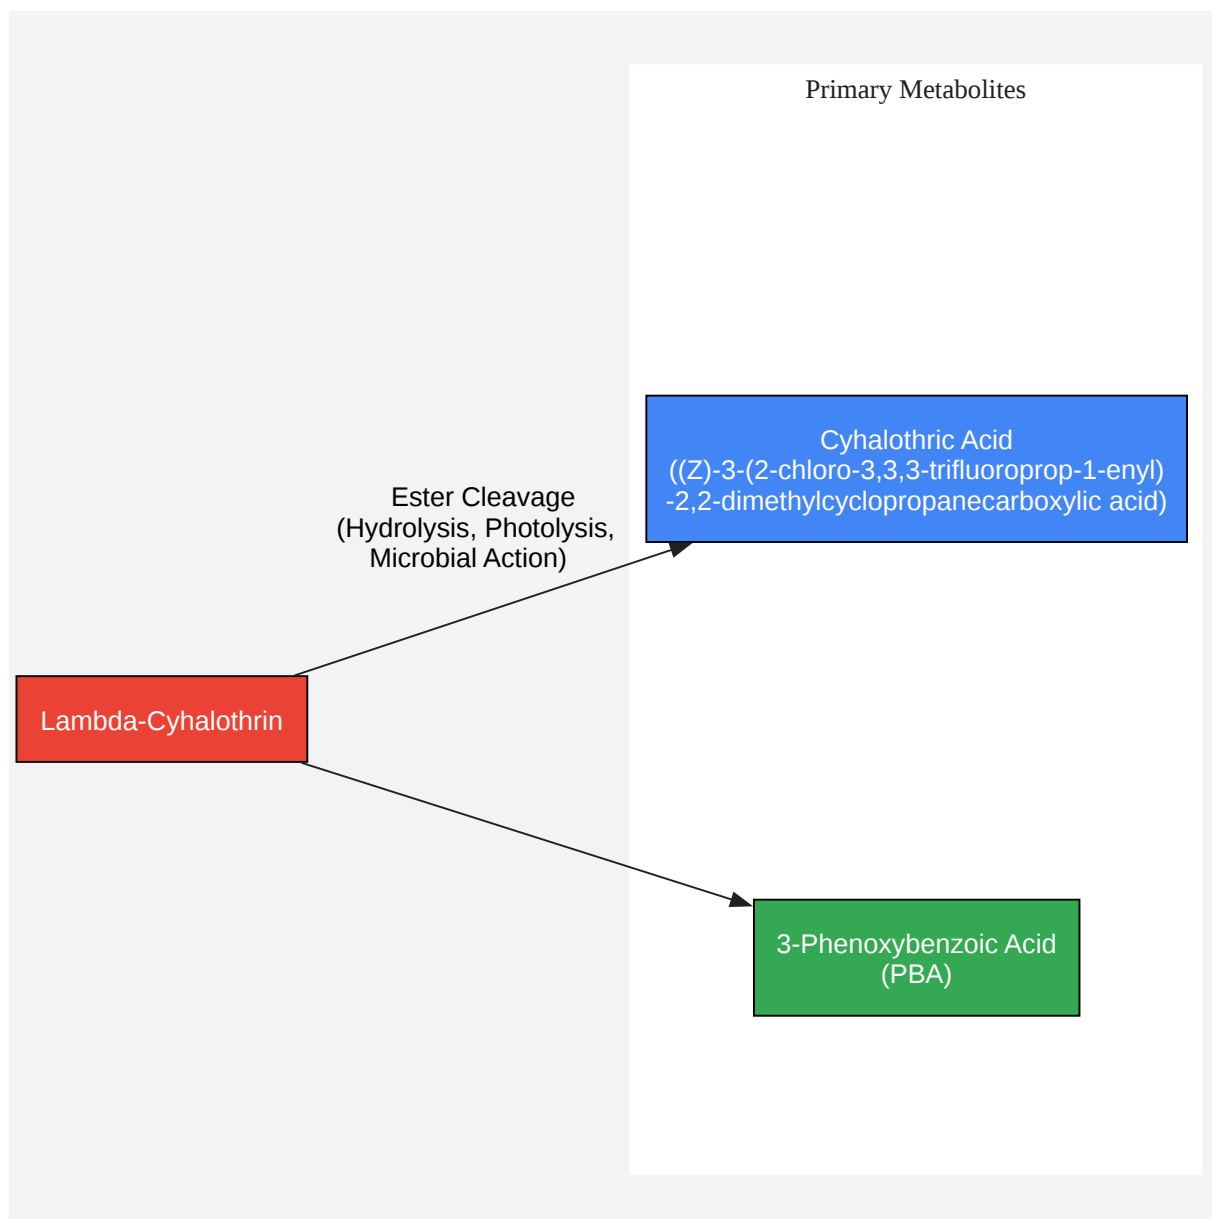 Primary Metabolites
Cyhalothric Acid
((Z)-3-(2-chloro-3,3,3-trifluoroprop-1-enyl)
-2,2-dimethylcyclopropanecarboxylic acid)
Ester Cleavage
(Hydrolysis, Photolysis,
Microbial Action)
Lambda-Cyhalothrin
3-Phenoxybenzoic Acid
(PBA)